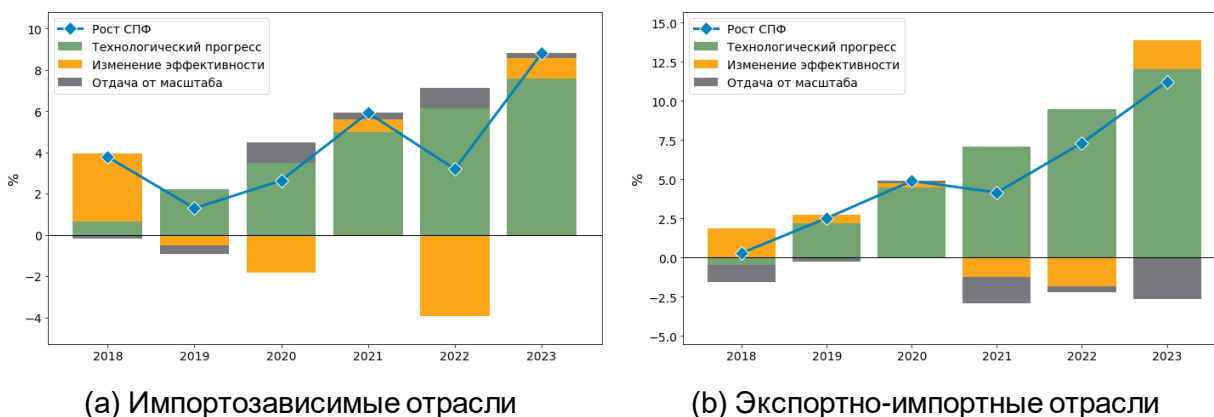 Рост СПФ
Технологический прогресс
Изменение эффективности
Отдача от масштаба
10
8
6
4
2
0
−2
−4
%
2018 2019 2020 2021 2022 2023
(a) Импортозависимые отрасли
Рост СПФ
Технологический прогресс
Изменение эффективности
Отдача от масштаба
15.0
12.5
10.0
7.5
5.0
2.5
0.0
−2.5
−5.0
%
2018 2019 2020 2021 2022 2023
(b) Экспортно-импортные отрасли